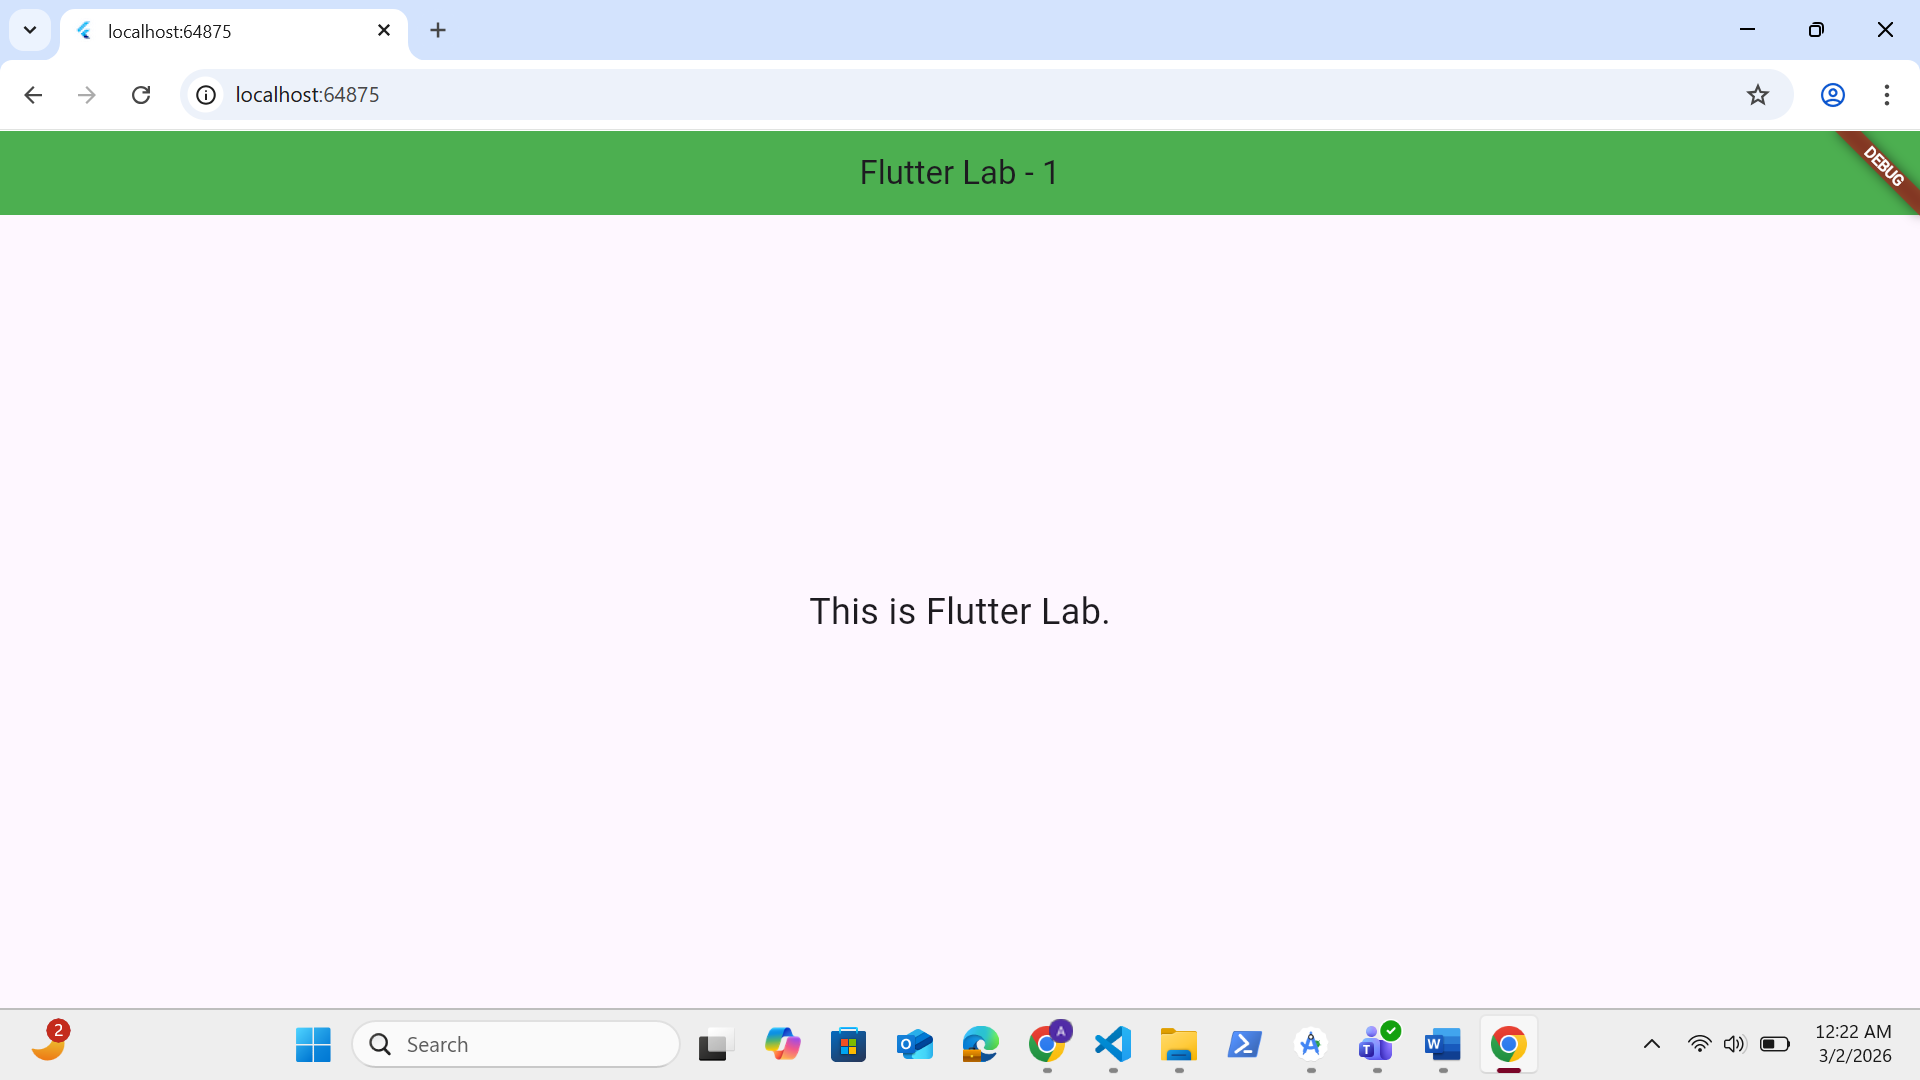 localhost:64875
localhost:64875
Flutter Lab - 1
DEBUG
This is Flutter Lab.
2
Search
A
12:22 AM
3/2/2026